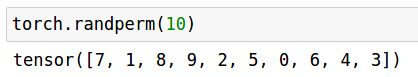 torch.randperm(10)
tensor([7, 1, 8, 9, 2, 5, 0, 6, 4, 3])